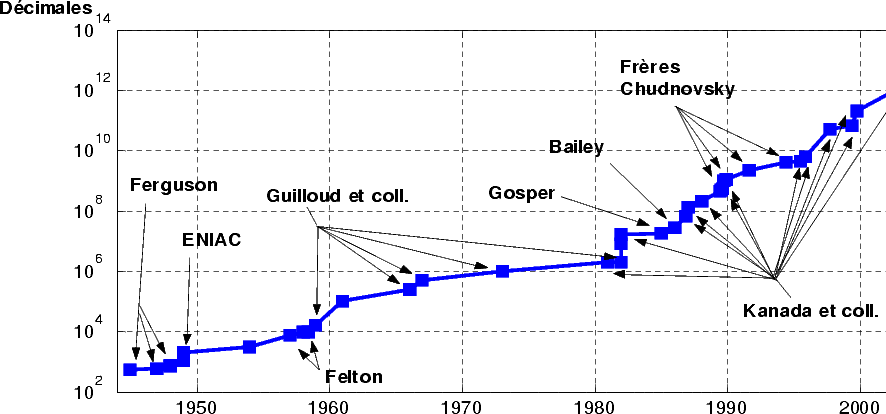 Décimales
10^14
10^12
10^10
10^8
10^6
10^4
10^2
Frères
Chudnovsky
Bailey
Ferguson
Guilloud et coll.
Gosper
ENIAC
Kanada et coll.
Felton
1950
1960
1970
1980
1990
2000